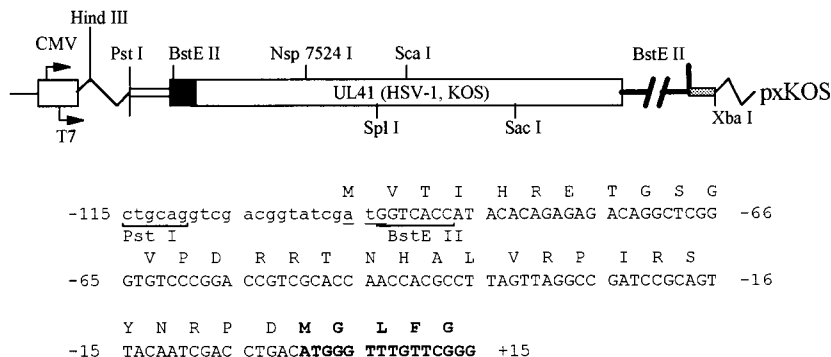 Hind III
CMV
Pst I
BstE II
Nsp 7524 I
Sca I
BstE II
UL41 (HSV-1, KOS)
pxKOS
T7
Spl I
Sac I
Xba I
M V T I H R E T G S G
-115 ctgcaggtcg acggtatcga tgGGTCACCA TACACAGAGAG ACAGGCTCGG -66
Pst I BstE II
V P D R R T N H A L V R P I R S
-65 GTGTCCCGGA CCGTCGCACC AACCACGCCT TAGTTAGGCC GATCCGCAGT -16
Y N R P D M G L F G
-15 TACAATCGAC CTGACATGGG TTTGTTCGGG +15